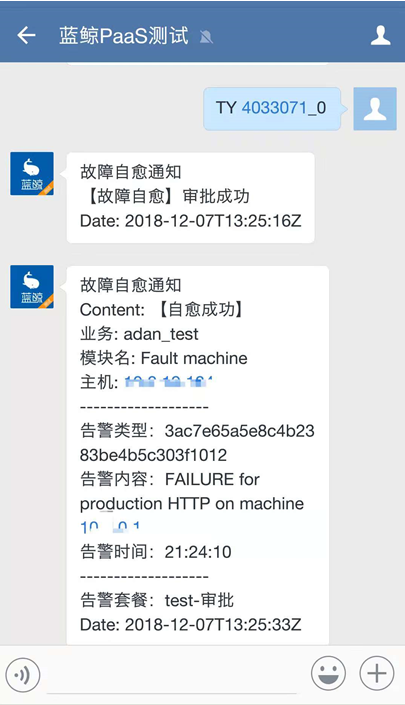 蓝鲸PaaS测试
TY 4033071_0
蓝鲸
故障自愈通知
【故障自愈】审批成功
Date: 2018-12-07T13:25:16Z
蓝鲸
故障自愈通知
Content: 【自愈成功】
业务: adan_test
模块名: Fault machine
主机:
--------------------
告警类型：3ac7e65a5e8c4b23
83be4b5c303f1012
告警内容：FAILURE for
production HTTP on machine
告警时间：21:24:10
--------------------
告警套餐：test-审批
Date: 2018-12-07T13:25:33Z